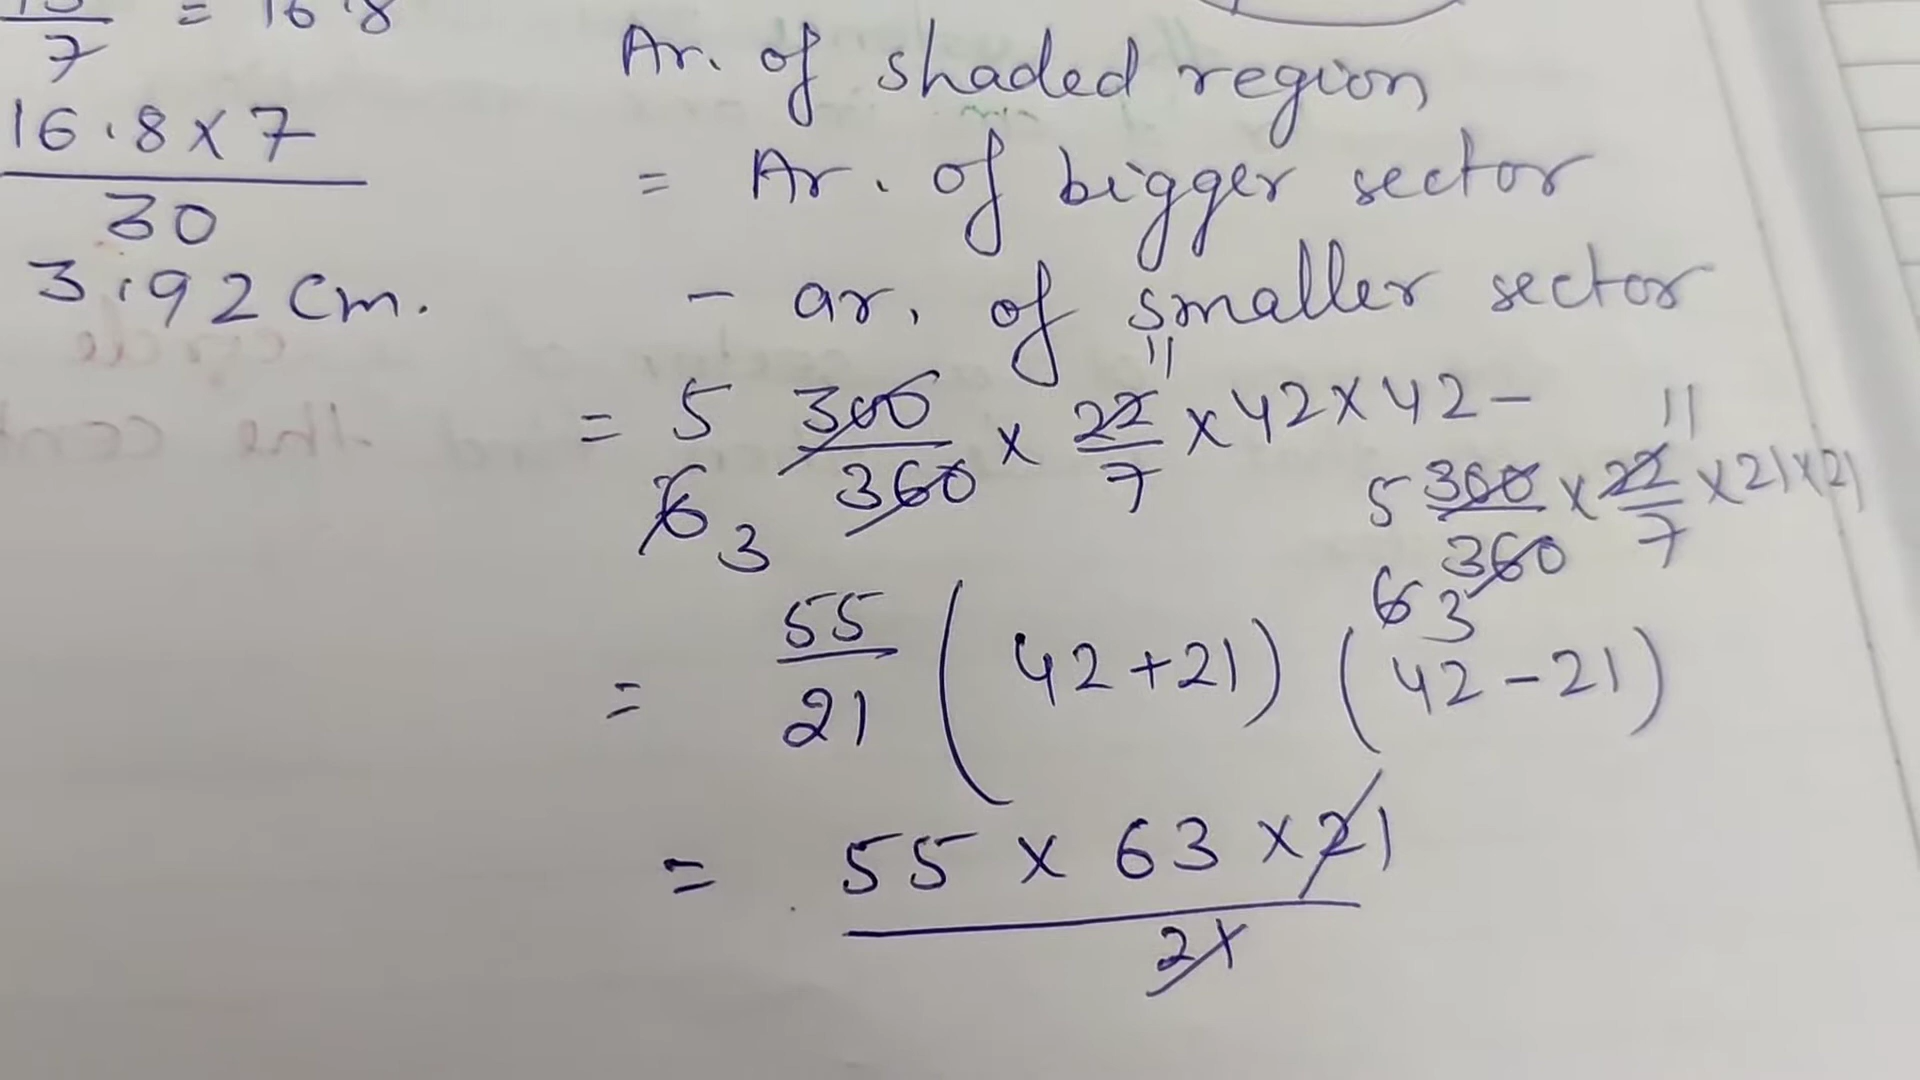 7 = 16.8
16.8 x 7
30
3.92 cm.
Ar. of shaded region
= Ar. of bigger sector
- ar. of smaller sector
= 5 300 11
6 3 360 x 22/7 x 42 x 42 -
5 300/360 x 22/7 x 21 x 21 11
6 3
= 55/21 (42+21) (42-21)
= 55 x 63 x 21
21